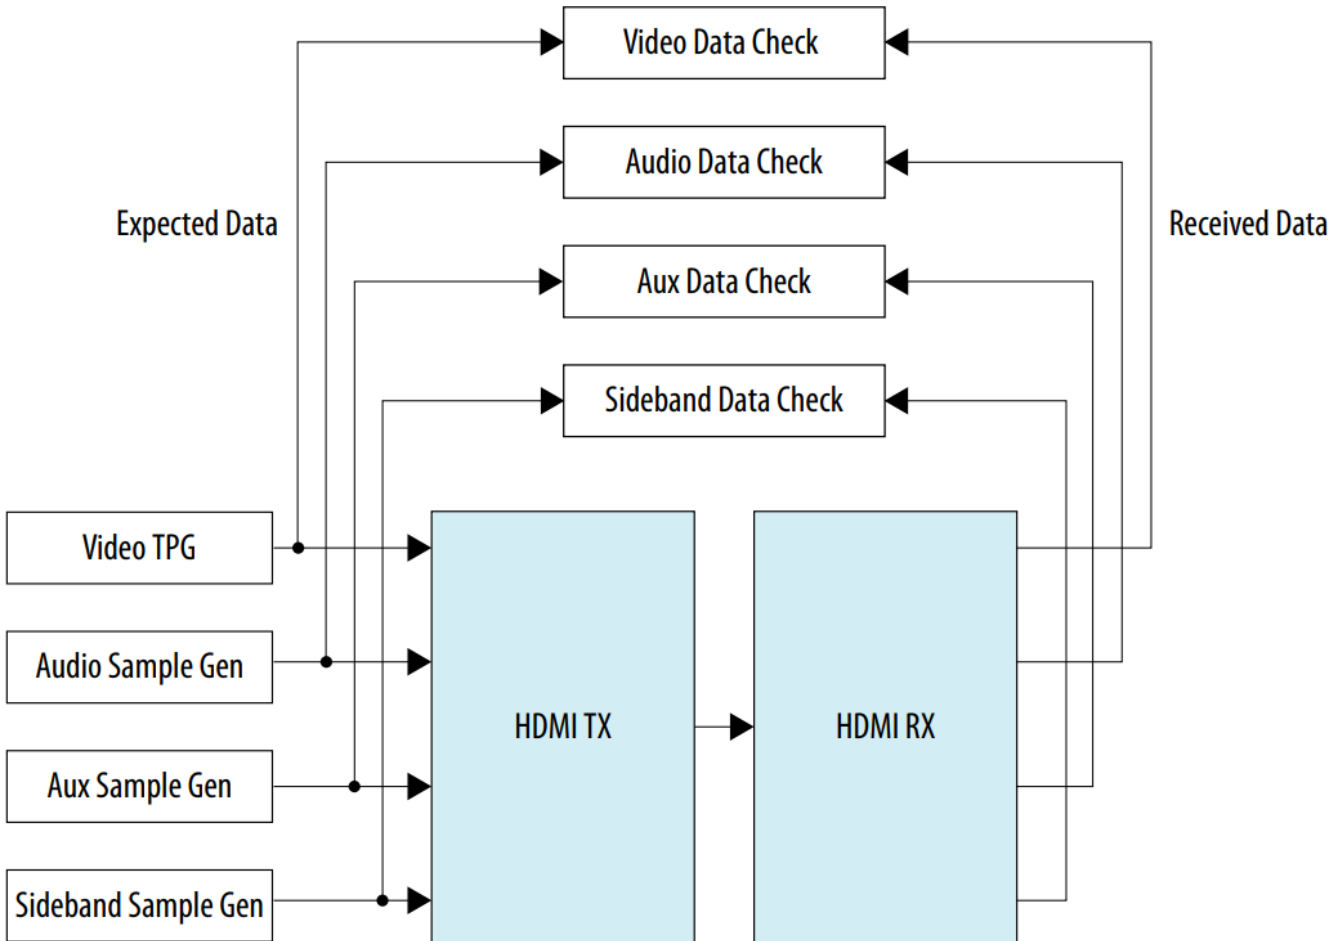 Video Data Check
Audio Data Check
Expected Data
Received Data
Aux Data Check
Sideband Data Check
Video TPG
Audio Sample Gen
HDMI TX
HDMI RX
Aux Sample Gen
Sideband Sample Gen